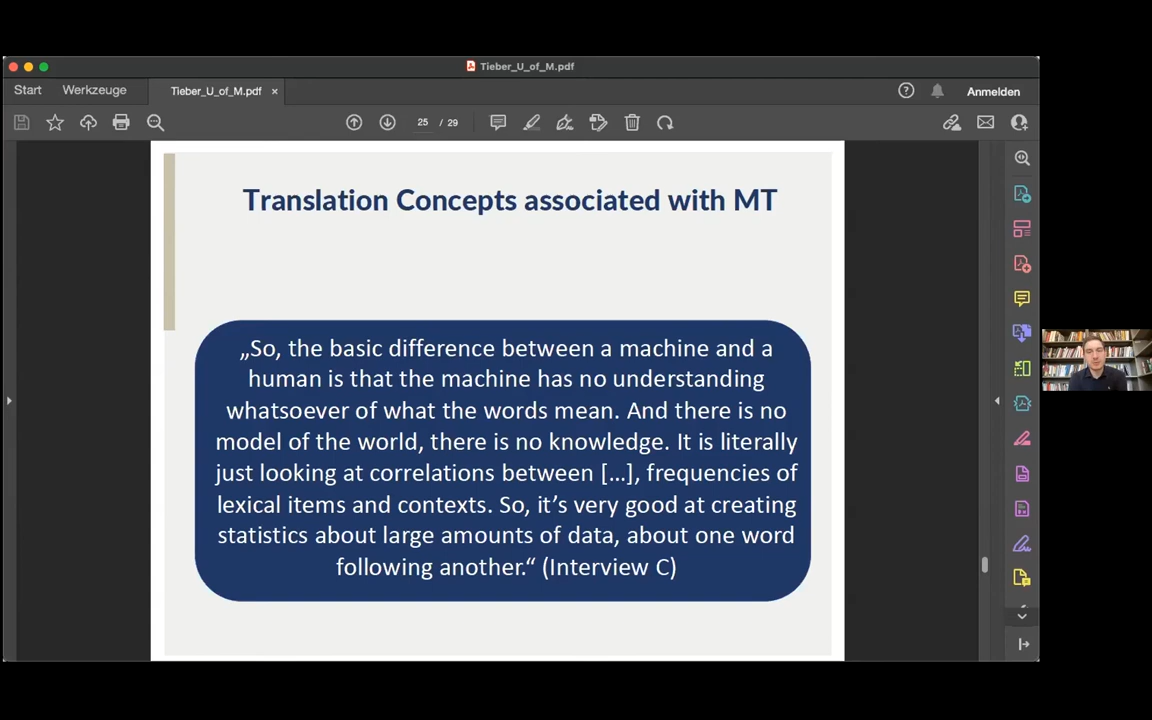 Tieber_U_of_M.pdf
Start
Werkzeuge
Tieber_U_of_M.pdf ×
25 / 29
Anmelden
Translation Concepts associated with MT
„So, the basic difference between a machine and a
human is that the machine has no understanding
whatsoever of what the words mean. And there is no
model of the world, there is no knowledge. It is literally
just looking at correlations between [...], frequencies of
lexical items and contexts. So, it’s very good at creating
statistics about large amounts of data, about one word
following another.“ (Interview C)